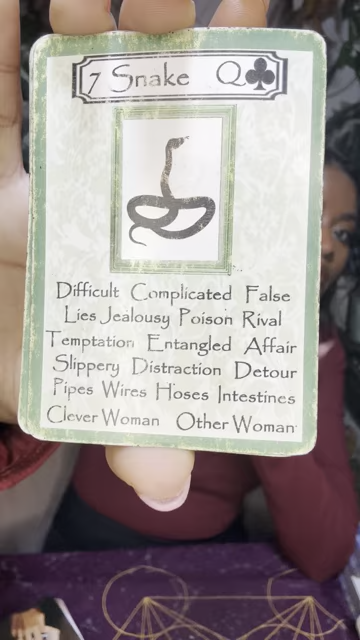 7 Snake Q♣
Difficult Complicated False
Lies Jealousy Poison Rival
Temptation Entangled Affair
Slippery Distraction Detour
Pipes Wires Hoses Intestines
Clever Woman Other Woman